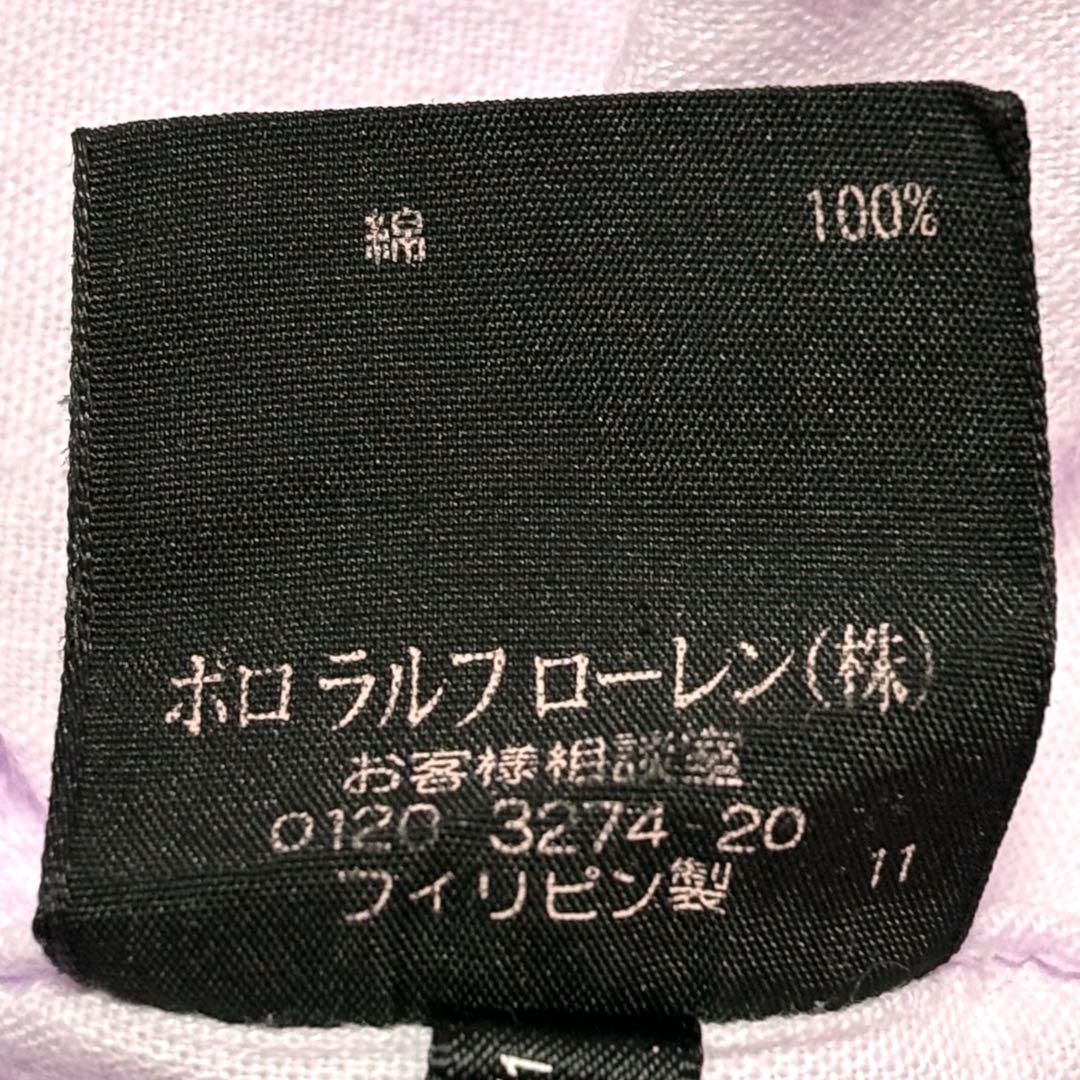 綿 100%
ポロ ラルフ ローレン(株)
お客様相談室
0120 3274 20
フィリピン製 11
1